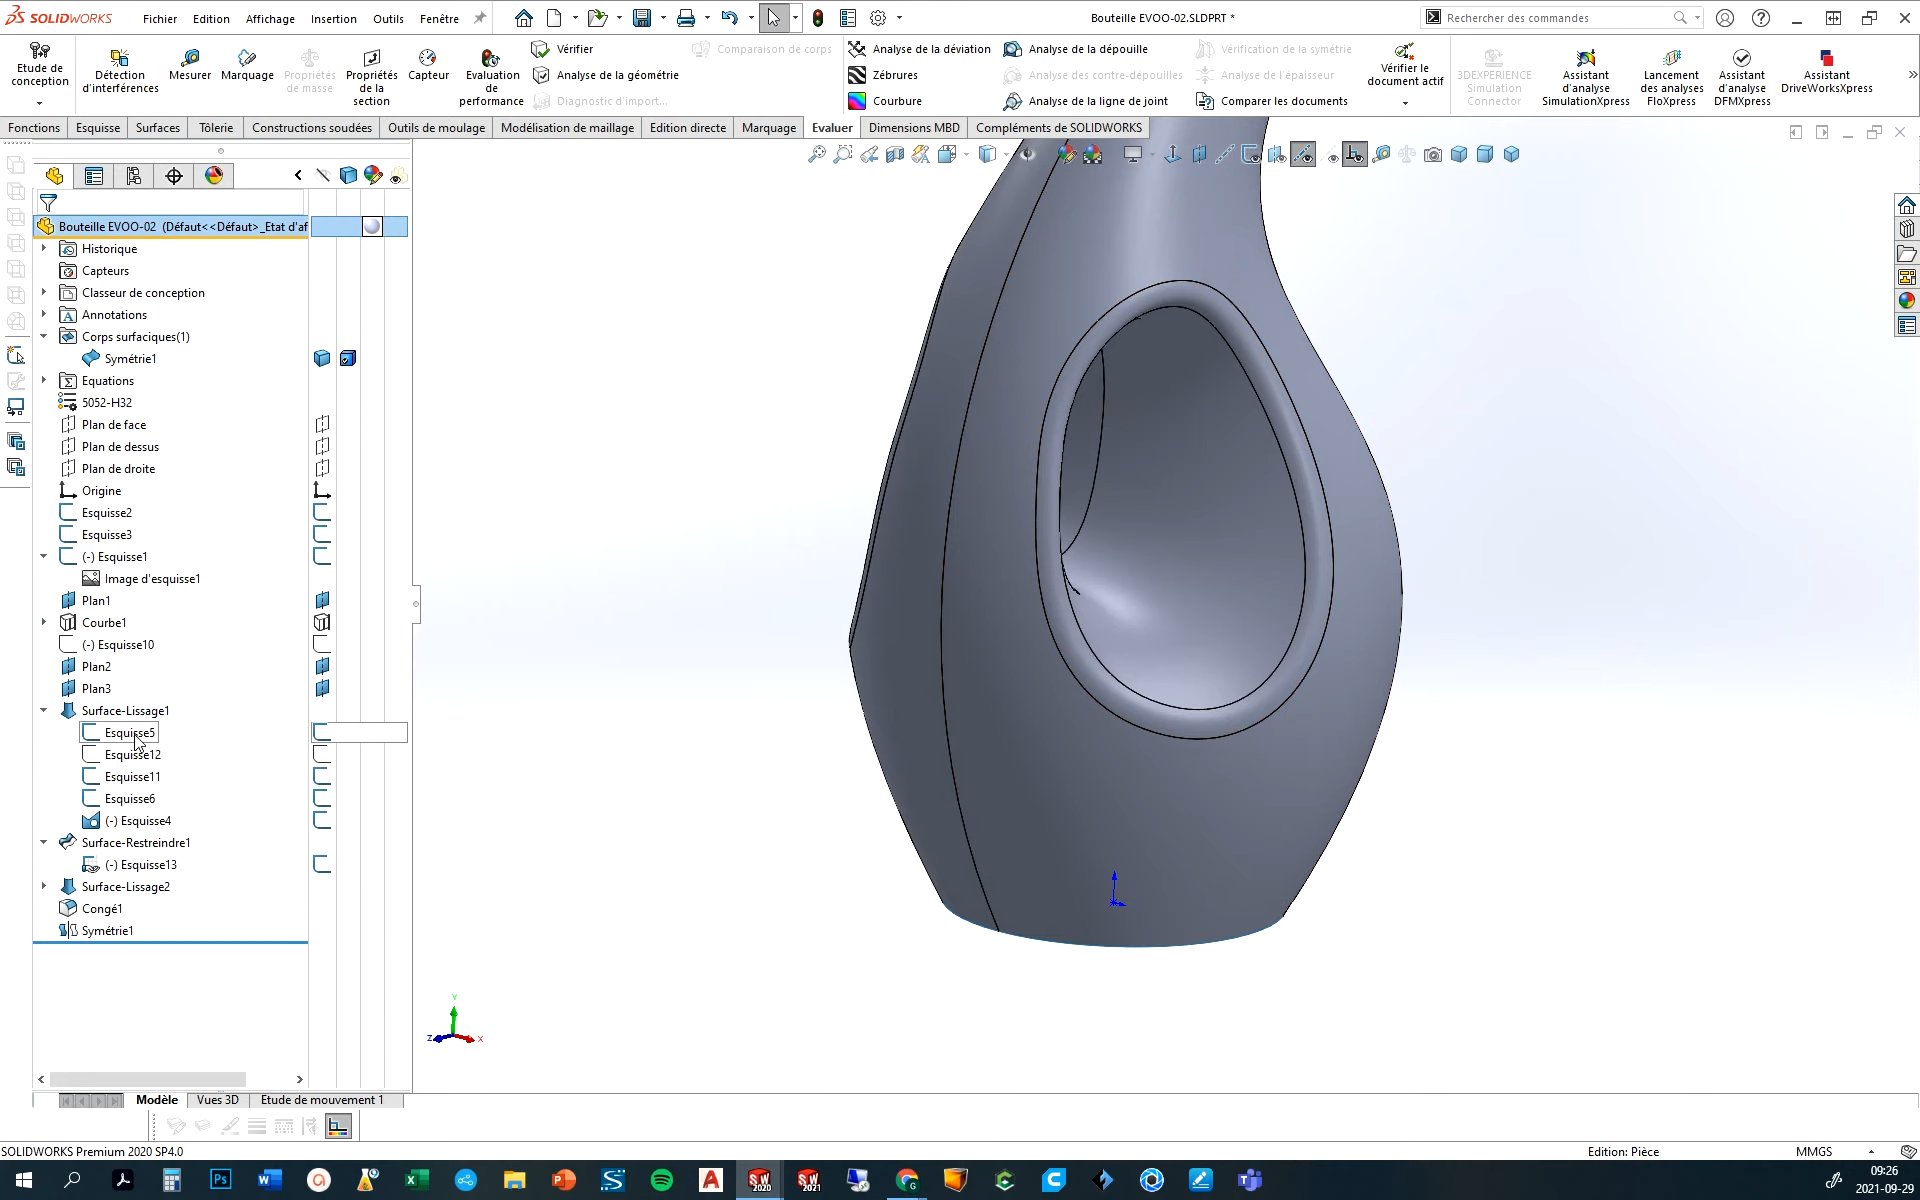 SOLIDWORKS
Fichier Edition Affichage Insertion Outils Fenêtre
Bouteille EVOO-02.SLDPRT *
Rechercher des commandes
Etude de conception
Détection d'interférences
Mesurer
Marquage
Propriétés de masse
Propriétés de la section
Capteur
Evaluation de performance
Vérifier
Analyse de la géométrie
Diagnostic d'import...
Comparaison de corps
Analyse de la déviation
Zébrures
Courbure
Analyse de la dépouille
Analyse des contre-dépouilles
Analyse de la ligne de joint
Vérification de la symétrie
Analyse de l'épaisseur
Comparer les documents
Vérifier le document actif
3DEXPERIENCE Simulation Connector
Assistant d'analyse SimulationXpress
Lancement des analyses FloXpress
Assistant d'analyse DFMXpress
Assistant DriveWorksXpress
Fonctions Esquisse Surfaces Tôlerie Constructions soudées Outils de moulage Modélisation de maillage Edition directe Marquage Evaluer Dimensions MBD Compléments de SOLIDWORKS
Bouteille EVOO-02 (Défaut<<Défaut>_Etat d'af
Historique
Capteurs
Classeur de conception
Annotations
Corps surfaciques(1)
Symétrie1
Equations
5052-H32
Plan de face
Plan de dessus
Plan de droite
Origine
Esquisse2
Esquisse3
(-) Esquisse1
Image d'esquisse1
Plan1
Courbe1
(-) Esquisse10
Plan2
Plan3
Surface-Lissage1
Esquisse5
Esquisse12
Esquisse11
Esquisse6
(-) Esquisse4
Surface-Restreindre1
(-) Esquisse13
Surface-Lissage2
Congé1
Symétrie1
Y
Z
X
Modèle Vues 3D Etude de mouvement 1
SOLIDWORKS Premium 2020 SP4.0
Edition: Pièce
MMGS
09:26
2021-09-29